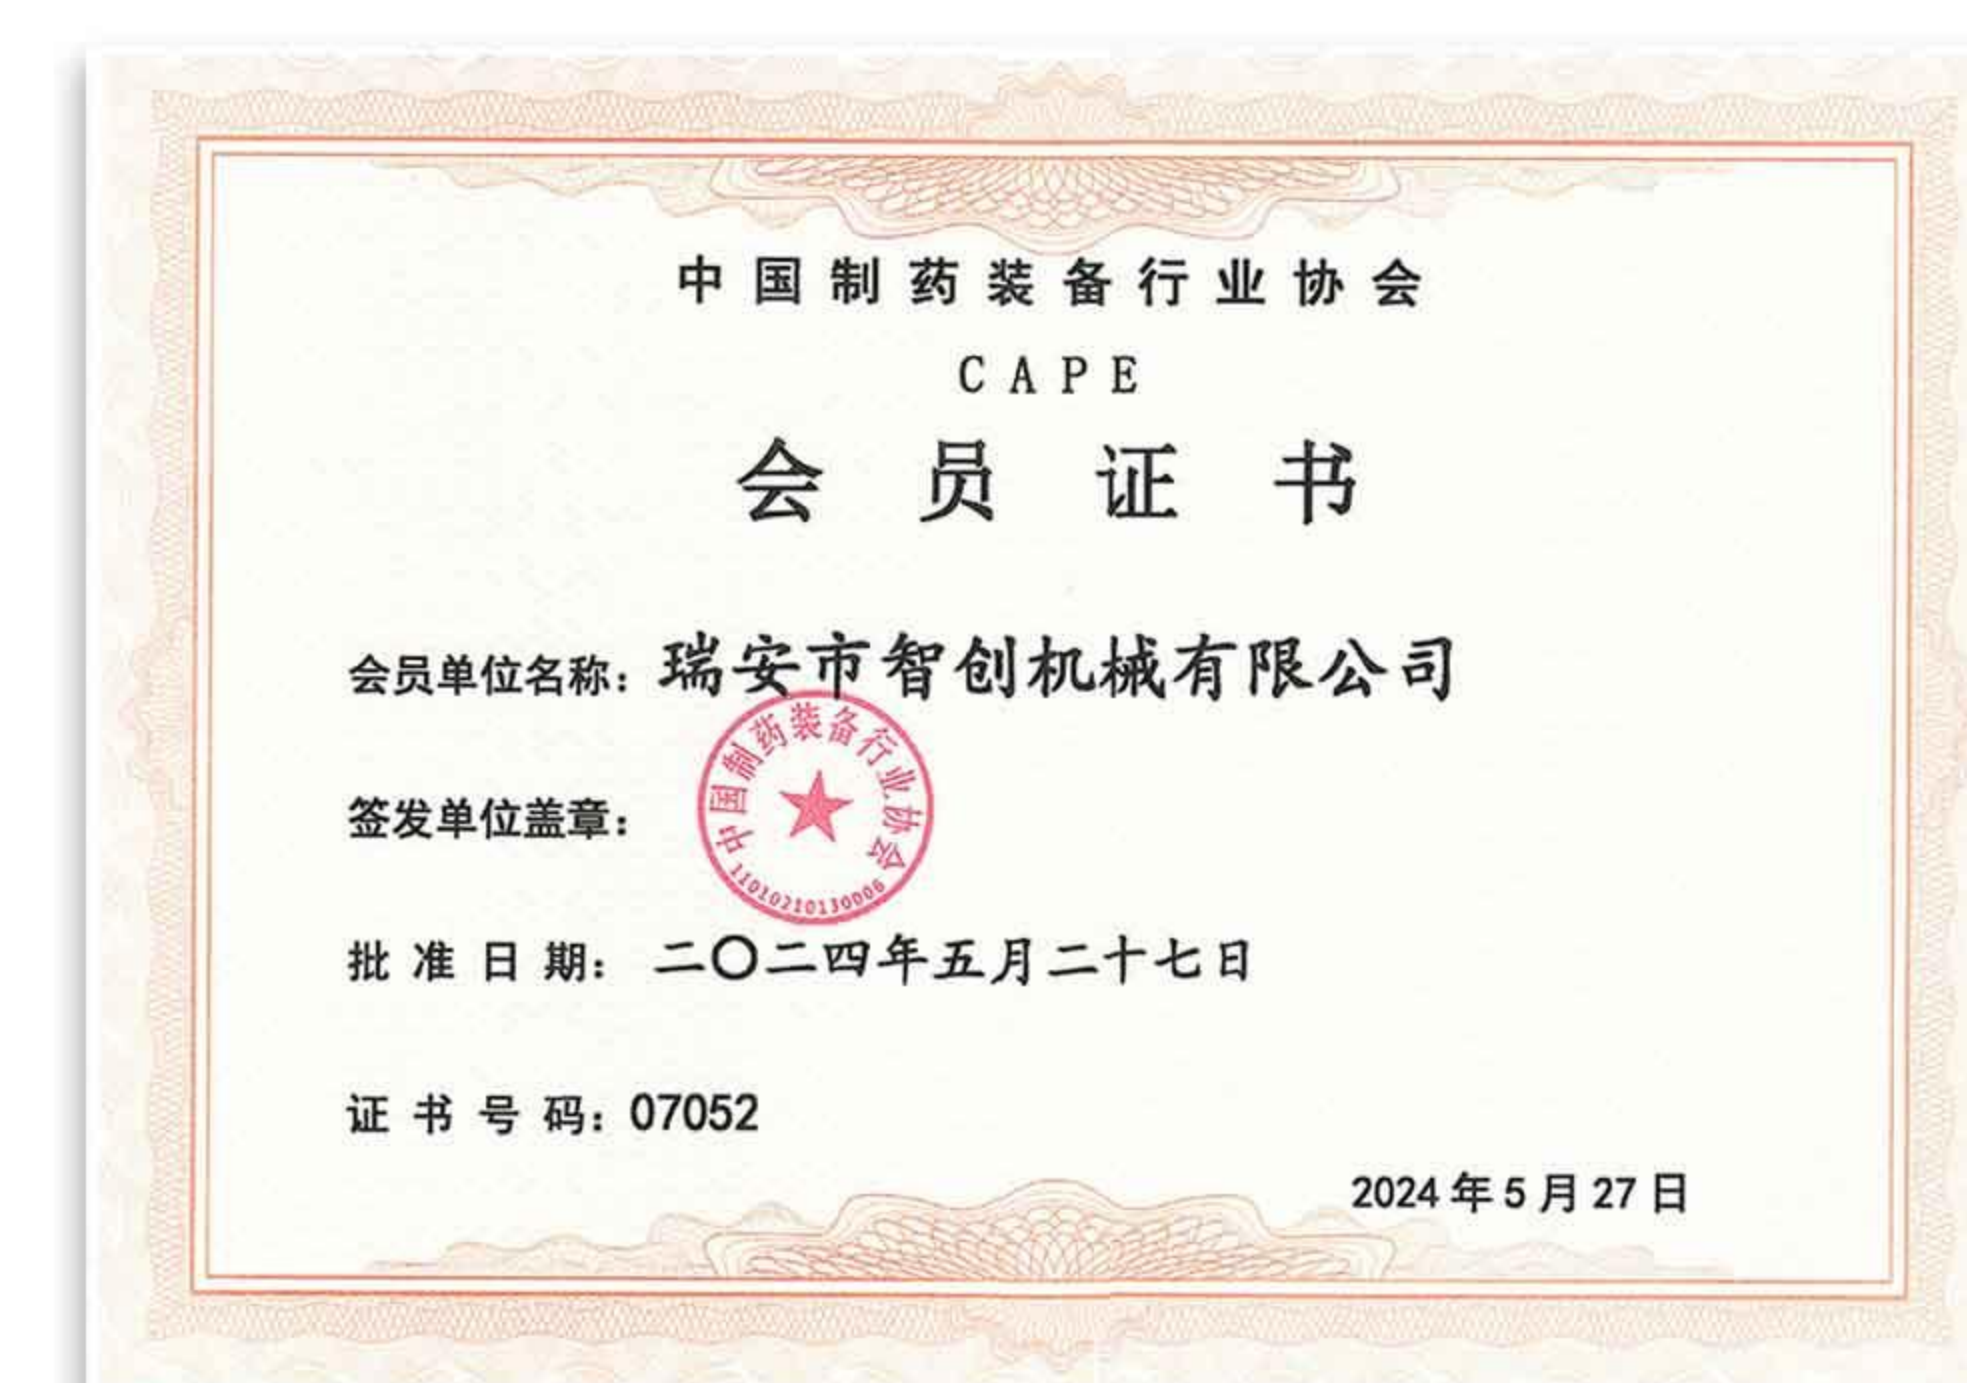 中国制药装备行业协会
CAPE
会员证书
会员单位名称：瑞安市智创机械有限公司
中国制药装备行业协会
11010210130006
签发单位盖章：
批准日期：二〇二四年五月二十七日
证书号码：07052
2024年5月27日